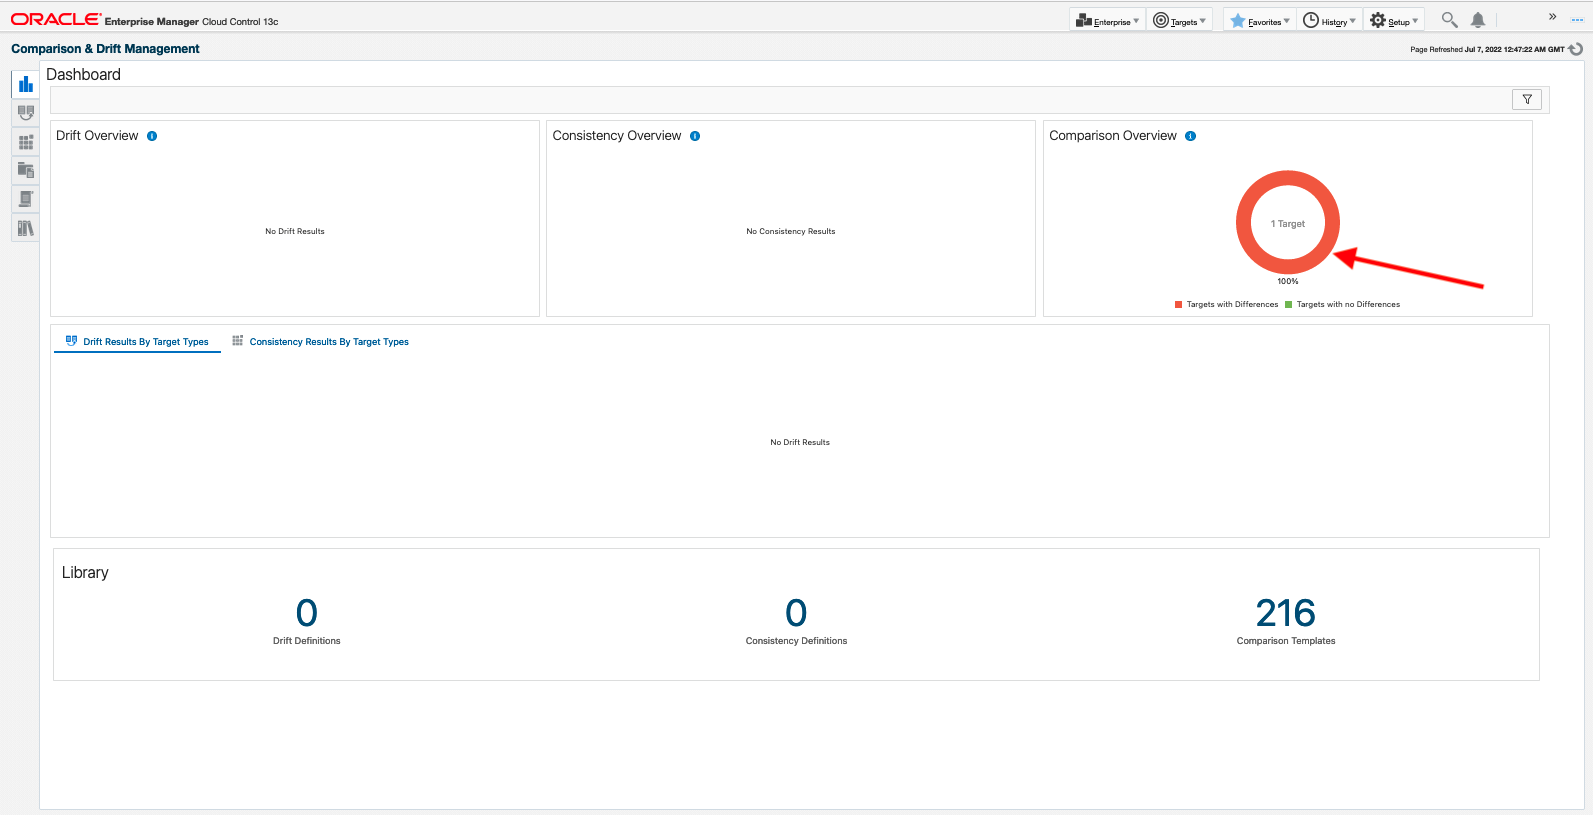 ORACLE Enterprise Manager Cloud Control 13c
Enterprise Targets Favorites History Setup
Comparison & Drift Management
Page Refreshed Jul 7, 2022 12:47:22 AM GMT
Dashboard
Drift Overview
No Drift Results
Consistency Overview
No Consistency Results
Comparison Overview
1 Target
100%
Targets with Differences Targets with no Differences
Drift Results By Target Types Consistency Results By Target Types
No Drift Results
Library
0
Drift Definitions
0
Consistency Definitions
216
Comparison Templates